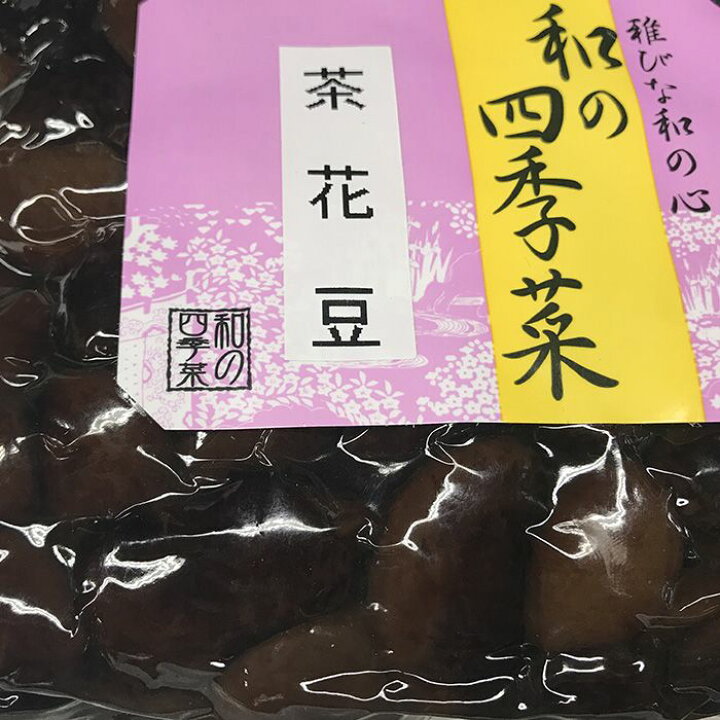 雅びな和の心
和の四季菜
茶花豆
和の
四季菜